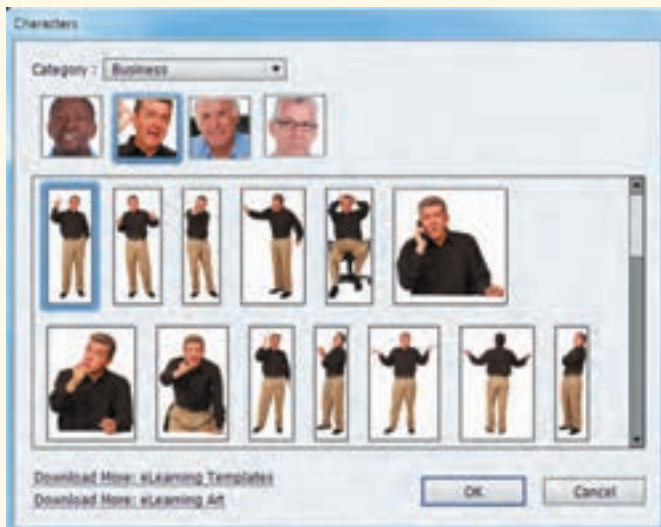 Characters
Category : Business
Download More: eLearning Templates
Download More: eLearning Art
OK Cancel